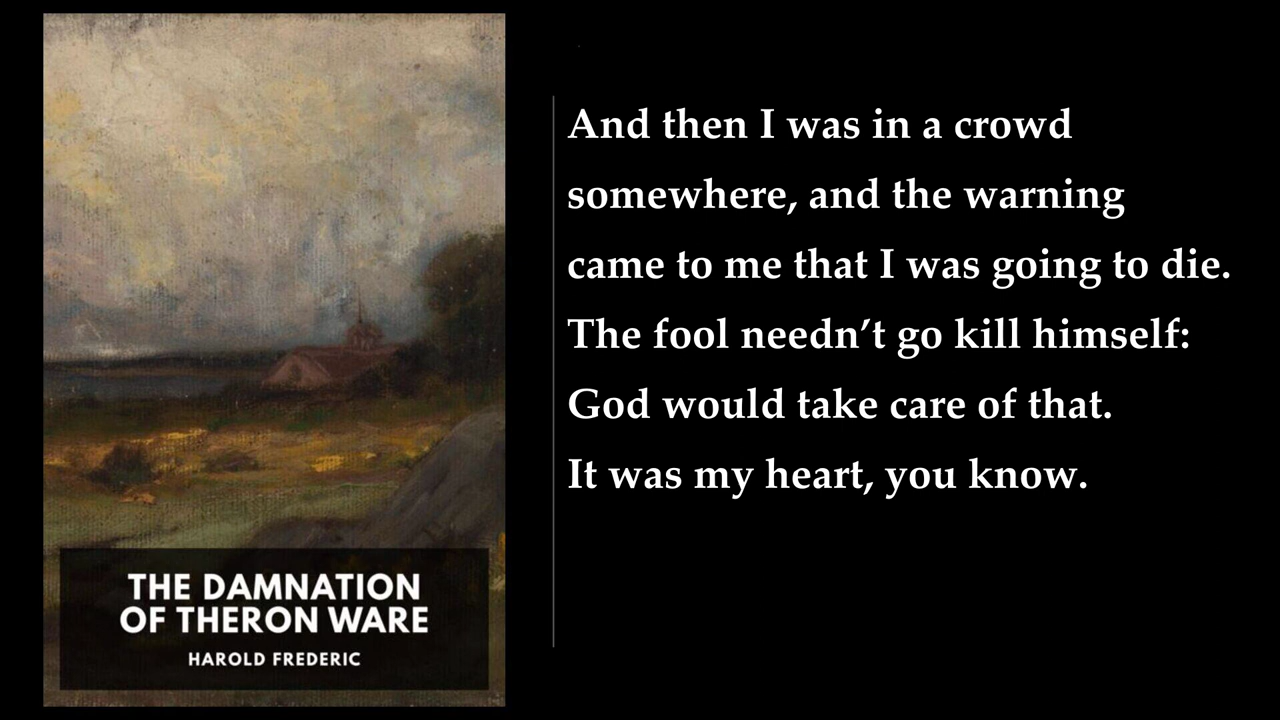 And then I was in a crowd
somewhere, and the warning
came to me that I was going to die.
The fool needn’t go kill himself:
God would take care of that.
It was my heart, you know.
THE DAMNATION
OF THERON WARE
HAROLD FREDERIC